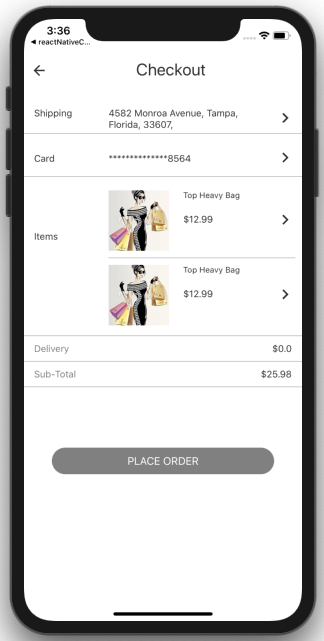 3:36
◀ reactNativeC...
Checkout
Shipping
4582 Monroa Avenue, Tampa,
Florida, 33607,
Card
**************8564
Top Heavy Bag
$12.99
Items
Top Heavy Bag
$12.99
Delivery
$0.0
Sub-Total
$25.98
PLACE ORDER